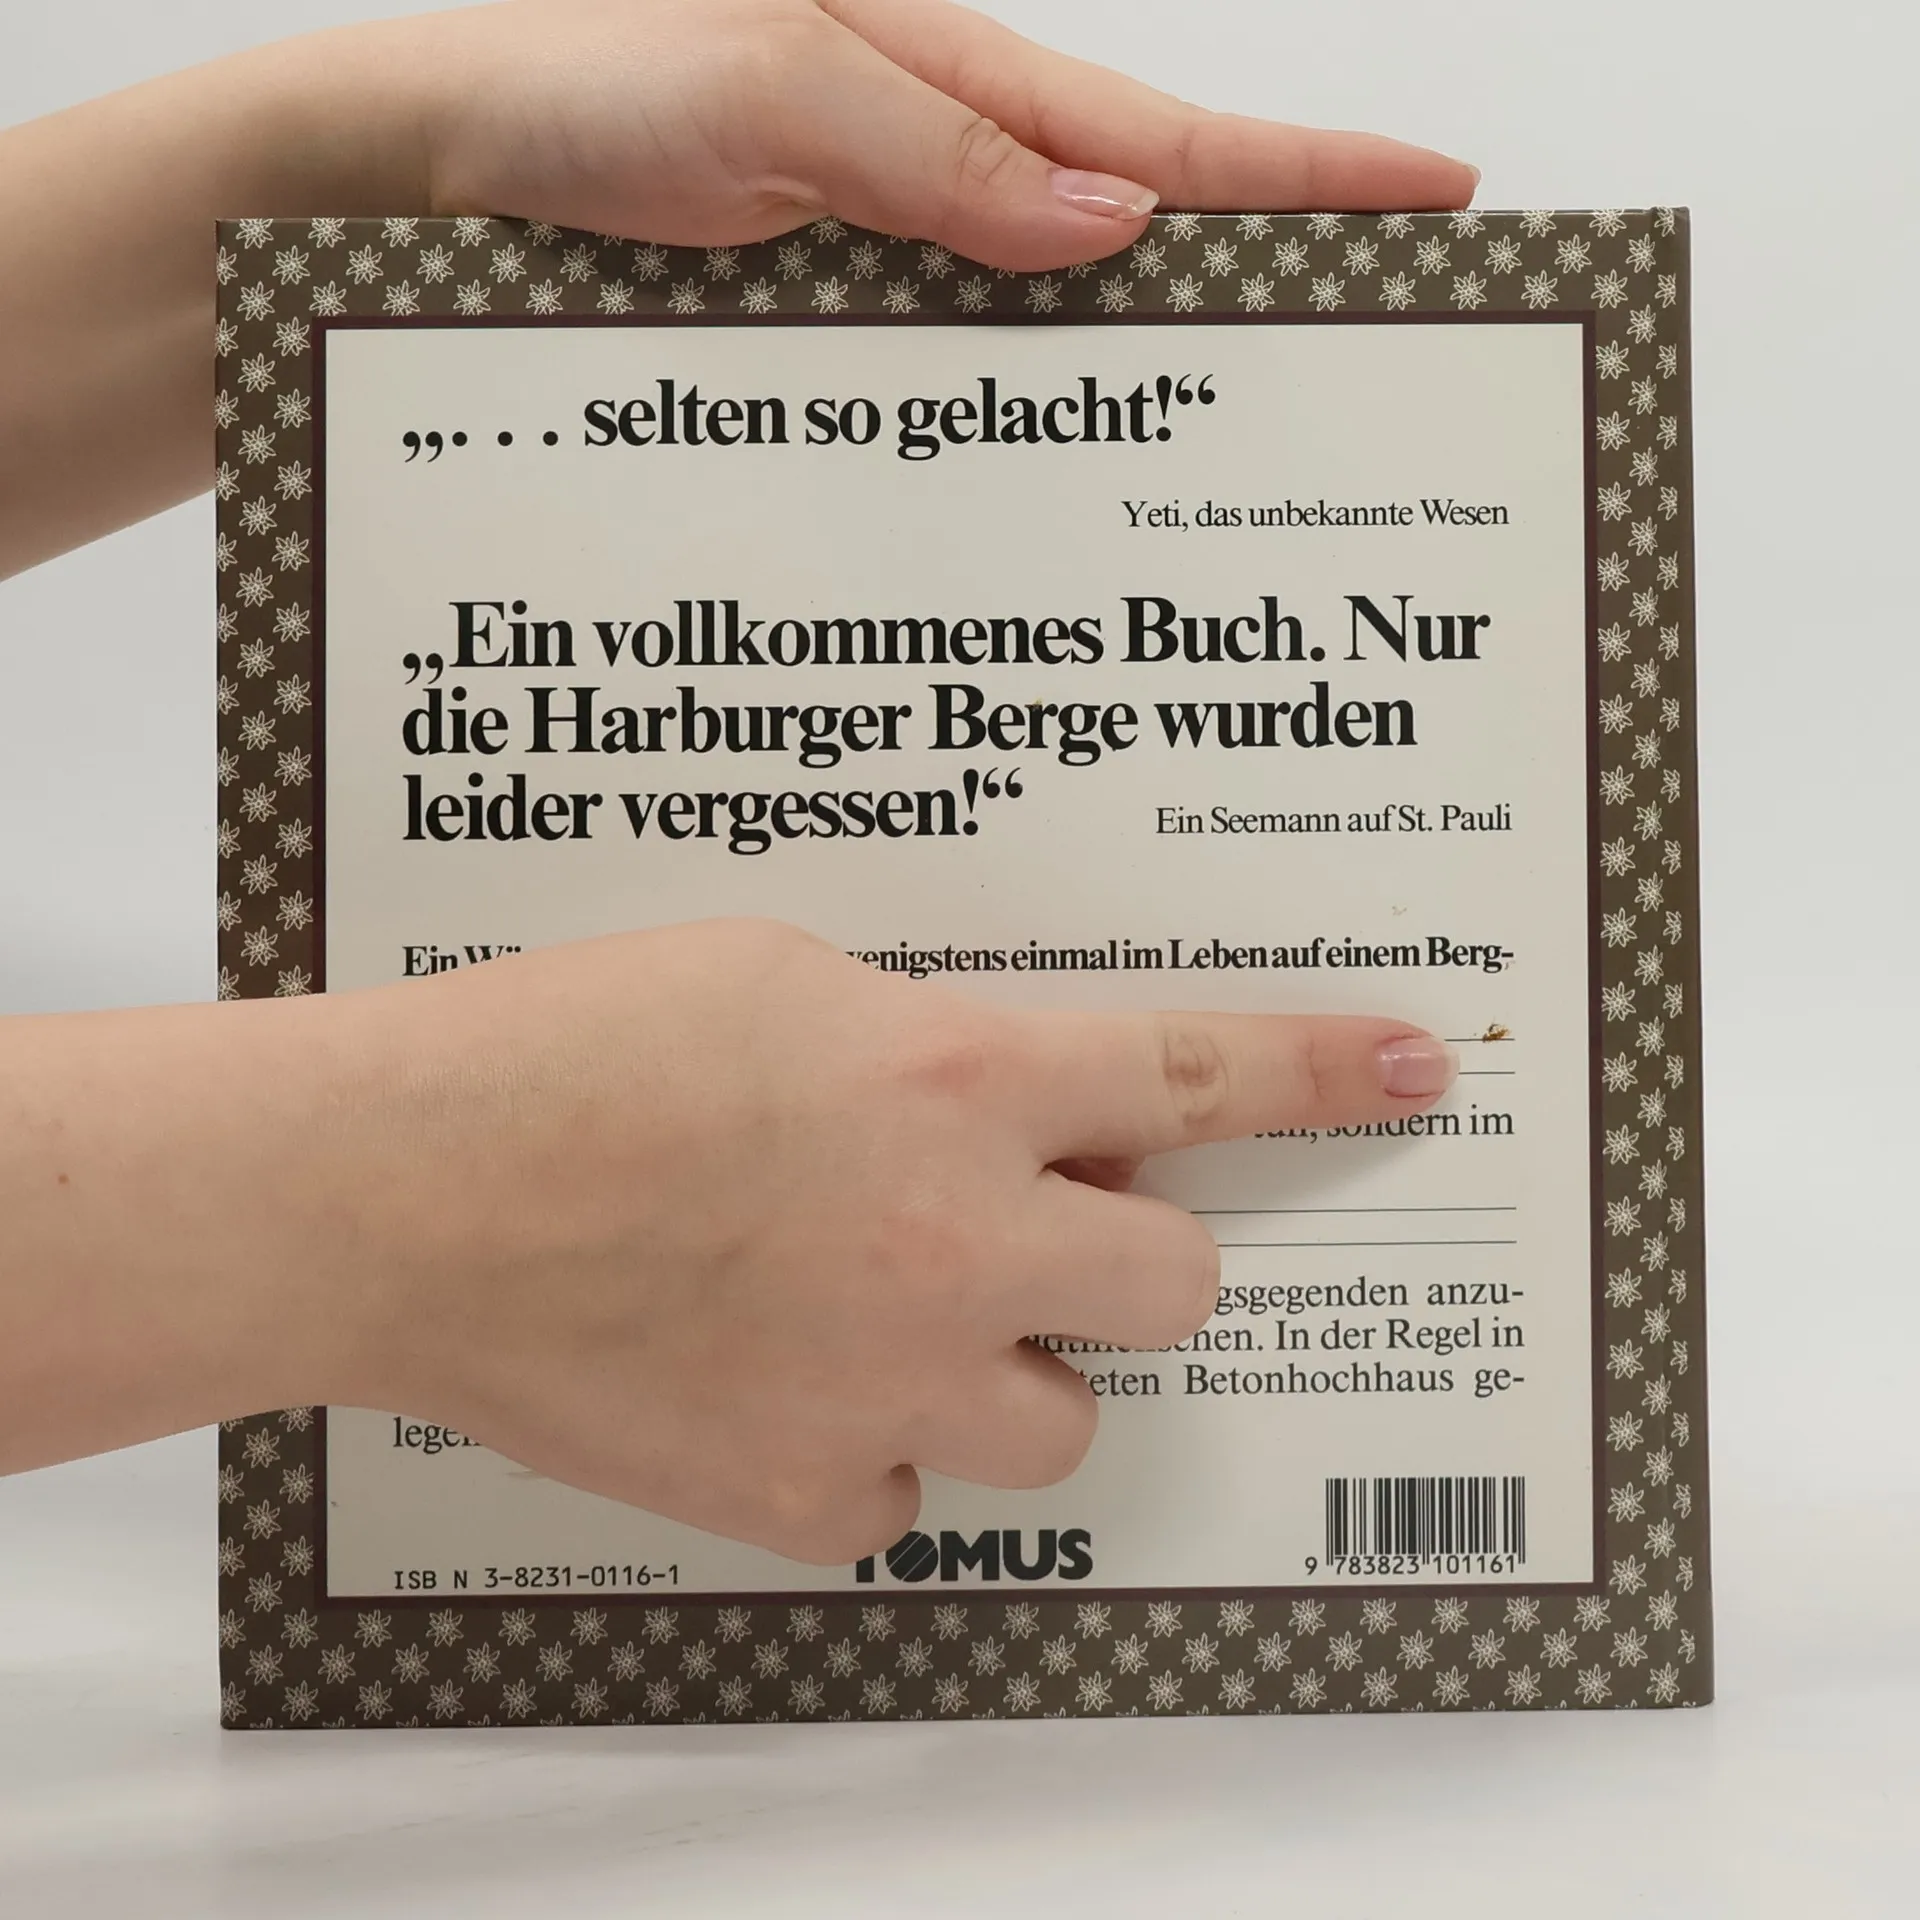 „. . . selten so gelacht!“
Yeti, das unbekannte Wesen
„Ein vollkommenes Buch. Nur
die Harburger Berge wurden
leider vergessen!“
Ein Seemann auf St. Pauli
Ein wenigstens einmal im Leben auf einem Berg-
sondern im
anzu-
In der Regel in
Betonhochhaus ge-
ISBN 3-8231-0116-1
TOMUS
9 783823 101161